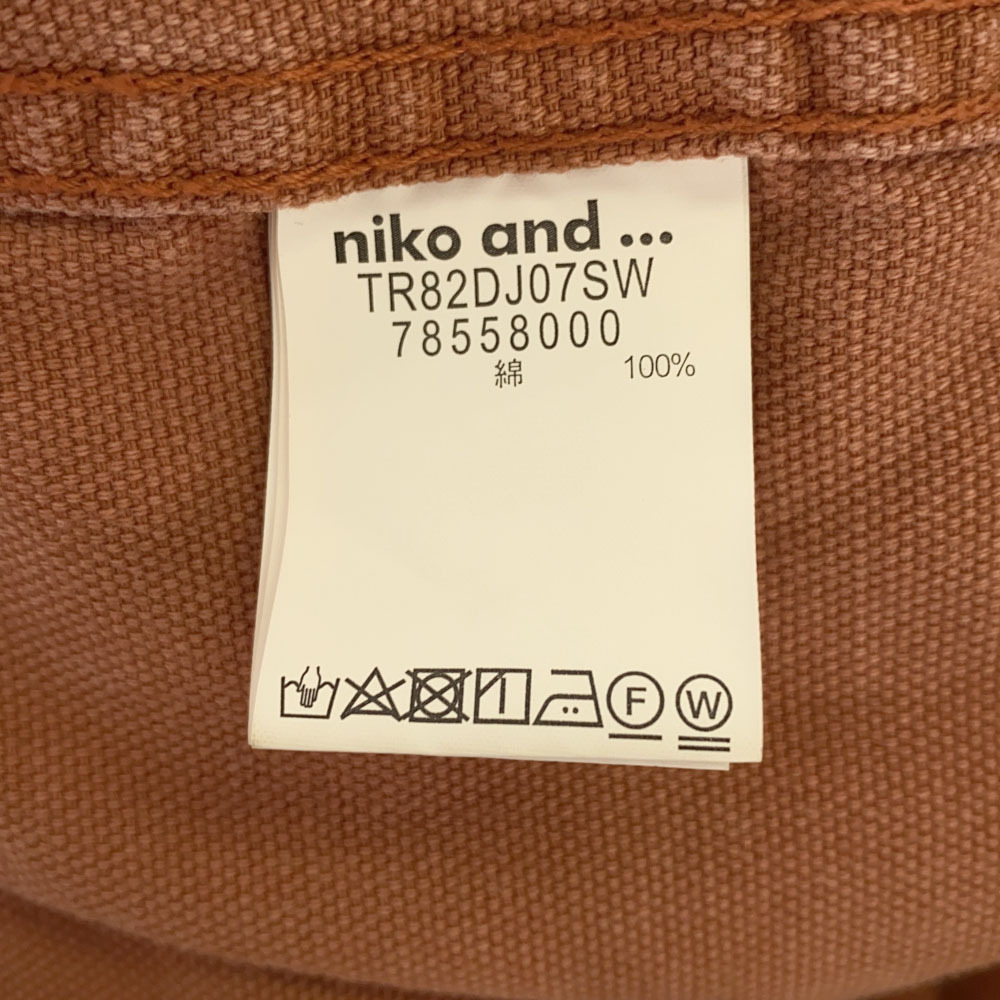 niko and ...
TR82DJ07SW
78558000
綿 100%
F W